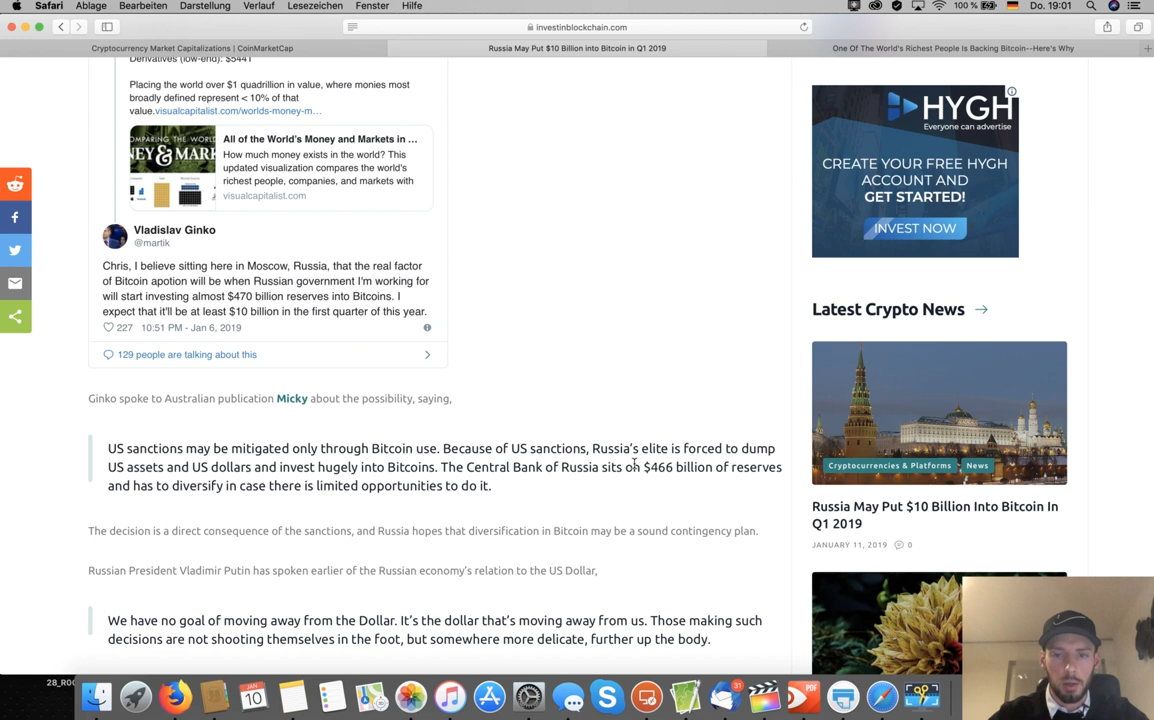 Safari Ablage Bearbeiten Darstellung Verlauf Lesezeichen Fenster Hilfe 100 % Do. 19:01
investinblockchain.com
Cryptocurrency Market Capitalizations | CoinMarketCap Russia May Put $10 Billion into Bitcoin in Q1 2019 One Of The World's Richest People Is Backing Bitcoin--Here's Why
Derivatives (low-end): $544T
Placing the world over $1 quadrillion in value, where monies most
broadly defined represent < 10% of that
value.visualcapitalist.com/worlds-money-m…
All of the World's Money and Markets in ...
How much money exists in the world? This
updated visualization compares the world's
richest people, companies, and markets with
visualcapitalist.com
Vladislav Ginko
@martik
Chris, I believe sitting here in Moscow, Russia, that the real factor
of Bitcoin apotion will be when Russian government I'm working for
will start investing almost $470 billion reserves into Bitcoins. I
expect that it'll be at least $10 billion in the first quarter of this year.
227 10:51 PM - Jan 6, 2019
129 people are talking about this
Ginko spoke to Australian publication Micky about the possibility, saying,
US sanctions may be mitigated only through Bitcoin use. Because of US sanctions, Russia's elite is forced to dump
US assets and US dollars and invest hugely into Bitcoins. The Central Bank of Russia sits on $466 billion of reserves
and has to diversify in case there is limited opportunities to do it.
The decision is a direct consequence of the sanctions, and Russia hopes that diversification in Bitcoin may be a sound contingency plan.
Russian President Vladimir Putin has spoken earlier of the Russian economy's relation to the US Dollar,
We have no goal of moving away from the Dollar. It's the dollar that's moving away from us. Those making such
decisions are not shooting themselves in the foot, but somewhere more delicate, further up the body.
HYGH
Everyone can advertise
CREATE YOUR FREE HYGH
ACCOUNT AND
GET STARTED!
INVEST NOW
Latest Crypto News
Cryptocurrencies & Platforms News
Russia May Put $10 Billion Into Bitcoin In
Q1 2019
JANUARY 11, 2019 0
JAN
10
31
PDF